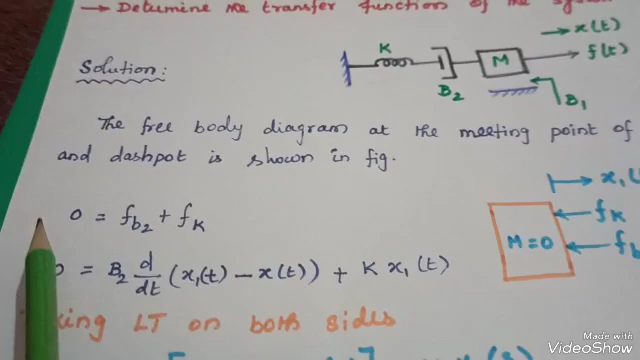 → Determine the transfer function of the
→ x(t)
K
M
f(t)
Solution:
B2
B1
The free body diagram at the meeting point of
and dashpot is shown in fig.
0 = fb2 + fK
fK
M=0
0 = B2 d/dt (x1(t) - x(t)) + K x1(t)
LT on both sides
Made with
VideoShow